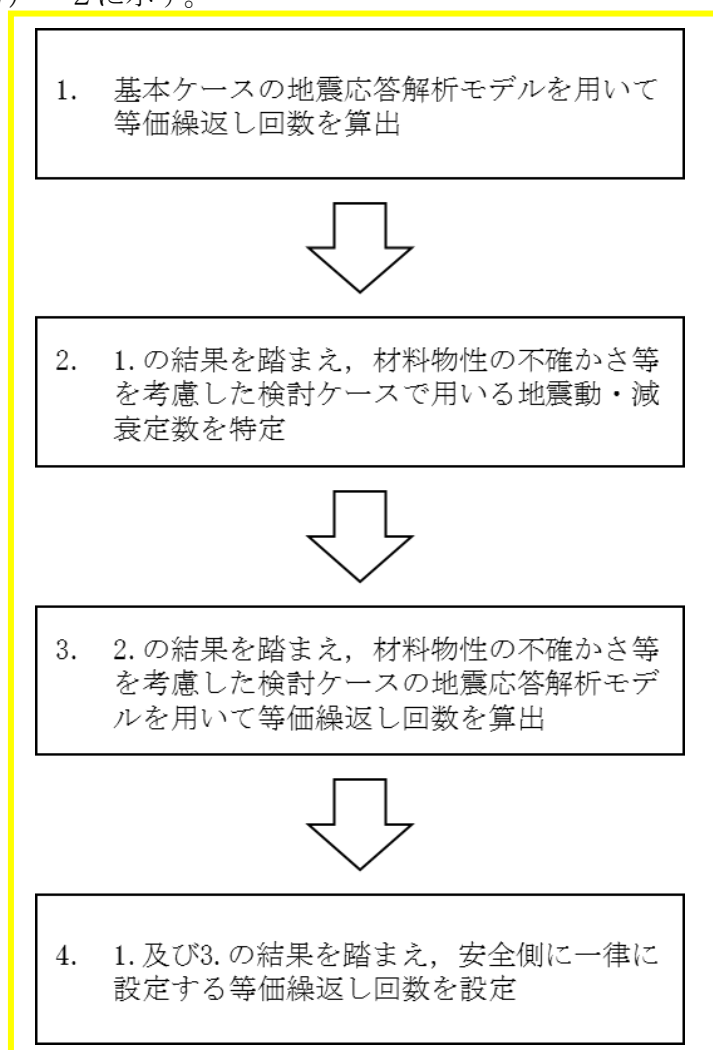 2に示す。
1. 基本ケースの地震応答解析モデルを用いて
等価繰返し回数を算出
2. 1.の結果を踏まえ，材料物性の不確かさ等
を考慮した検討ケースで用いる地震動・減
衰定数を特定
3. 2.の結果を踏まえ，材料物性の不確かさ等
を考慮した検討ケースの地震応答解析モデ
ルを用いて等価繰返し回数を算出
4. 1.及び3.の結果を踏まえ，安全側に一律に
設定する等価繰返し回数を設定